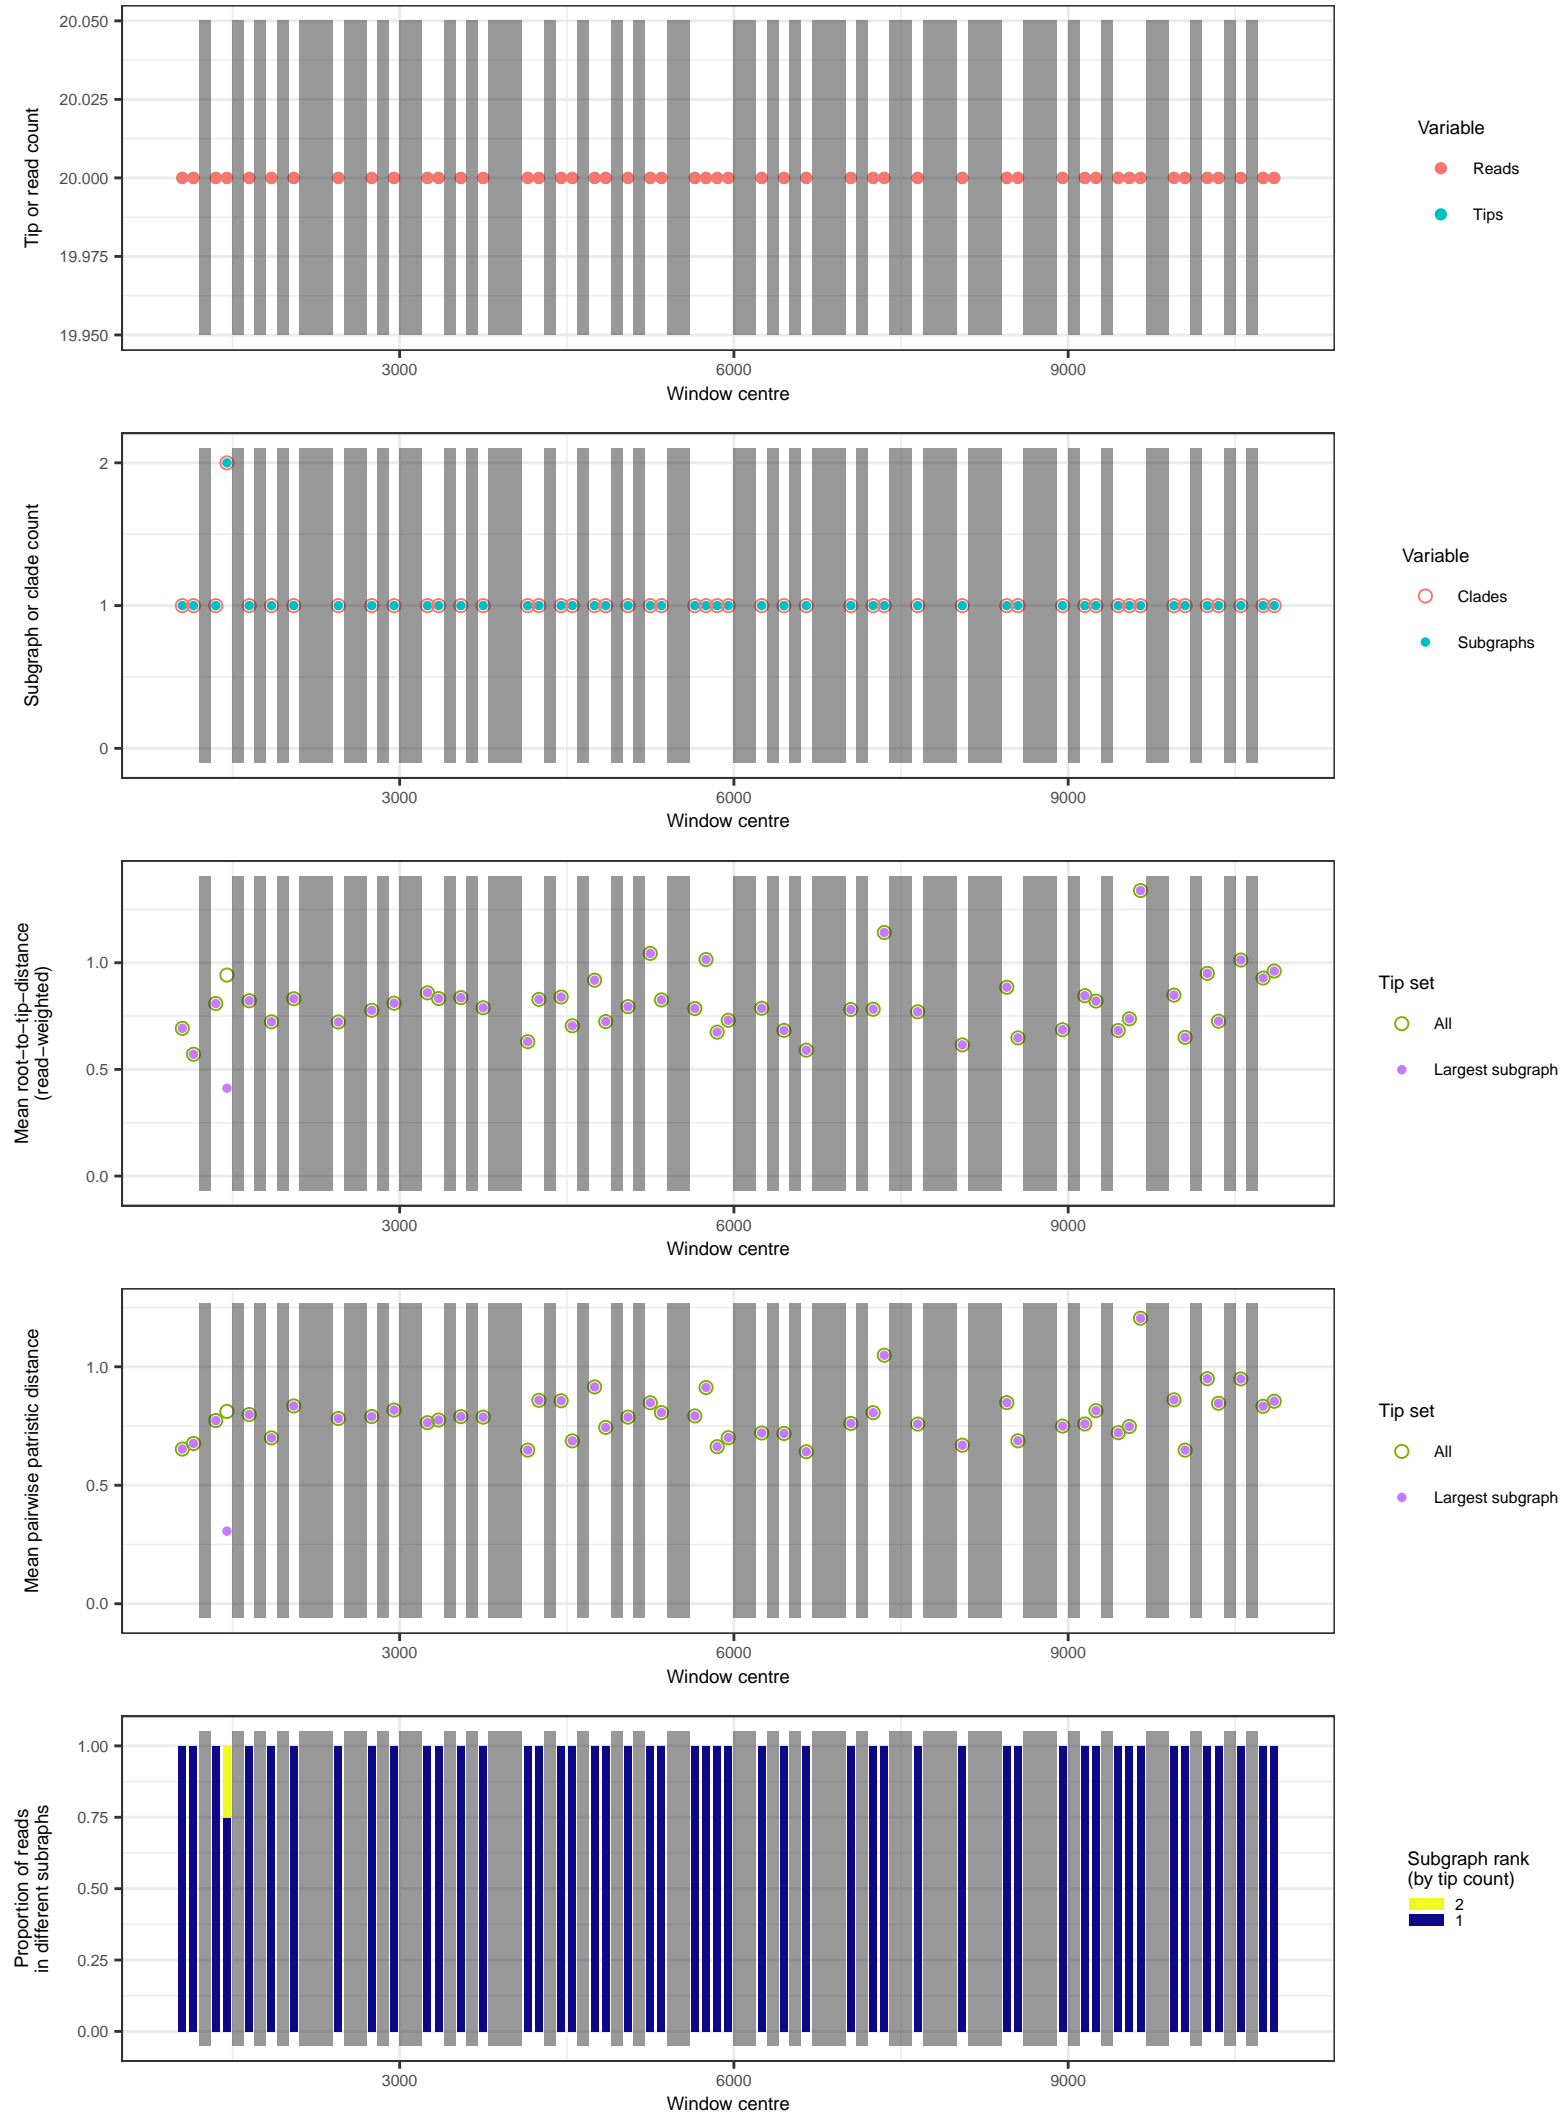 20.050
20.025
20.000
19.975
19.950
Tip or read count
3000
6000
9000
Window centre
Variable
Reads
Tips
2
1
0
Subgraph or clade count
3000
6000
9000
Window centre
Variable
Clades
Subgraphs
1.0
0.5
0.0
Mean root−to−tip−distance
(read−weighted)
3000
6000
9000
Window centre
Tip set
All
Largest subgraph
1.0
0.5
0.0
Mean pairwise patristic distance
3000
6000
9000
Window centre
Tip set
All
Largest subgraph
1.00
0.75
0.50
0.25
0.00
Proportion of reads
in different subraphs
3000
6000
9000
Window centre
Subgraph rank
(by tip count)
2
1